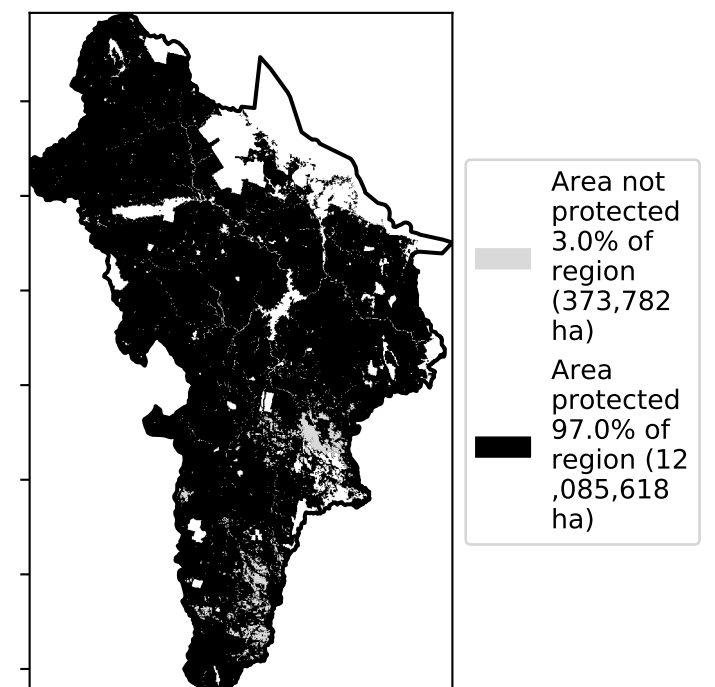 Area not
protected
3.0% of
region
(373,782
ha)
Area
protected
97.0% of
region (12
,085,618
ha)